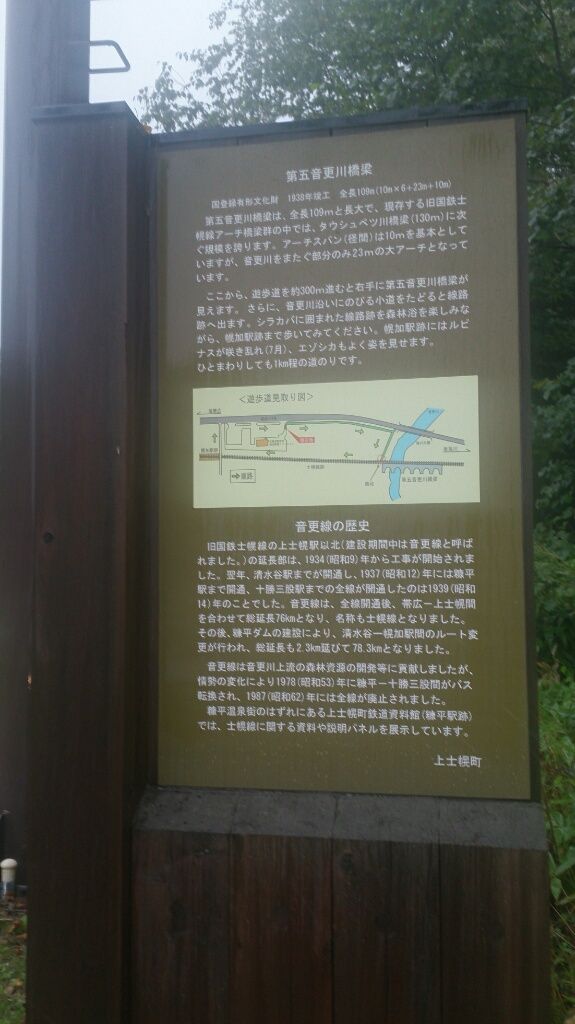 第五音更川橋梁
国登録有形文化財　1938年竣工　全長109m(10m×6+23m+10m)
第五音更川橋梁は、全長109mと長大で、現存する旧国鉄士
幌線アーチ橋梁群の中では、タウシュベツ川橋梁(130m)に次
ぐ規模を誇ります。アーチスパン(径間)は10mを基本として
いますが、音更川をまたぐ部分のみ23mの大アーチとなって
います。
ここから、遊歩道を約300m進むと右手に第五音更川橋梁が
見えます。さらに、音更川沿いにのびる小道をたどると線路
跡へ出ます。シラカバに囲まれた線路跡を森林浴を楽しみな
がら、幌加駅跡まで歩いてみてください。幌加駅跡にはルピ
ナスが咲き乱れ(7月)、エゾシカもよく姿を見せます。
ひとまわりしても1km程の道のりです。
＜遊歩道見取り図＞
士幌線跡
第五音更川橋梁
音更線の歴史
旧国鉄士幌線の上士幌駅以北(建設期間中は音更線と呼ば
れました。)の延長部は、1934(昭和9)年から工事が開始されま
した。翌年、清水谷駅までが開通し、1937(昭和12)年には糠平
駅まで開通、十勝三股駅までの全線が開通したのは1939(昭和
14)年のことでした。音更線は、全線開通後、帯広ー上士幌間
を合わせて総延長76kmとなり、名称も士幌線となりました。
その後、糠平ダムの建設により、清水谷ー幌加駅間のルート変
更が行われ、総延長も2.3km延びて78.3kmとなりました。
音更線は音更川上流の森林資源の開発等に貢献しましたが、
情勢の変化により1978(昭和53)年に糠平ー十勝三股間がバス
転換され、1987(昭和62)年には全線が廃止されました。
糠平温泉街のはずれにある上士幌町鉄道資料館(糠平駅跡)
では、士幌線に関する資料や説明パネルを展示しています。
上士幌町